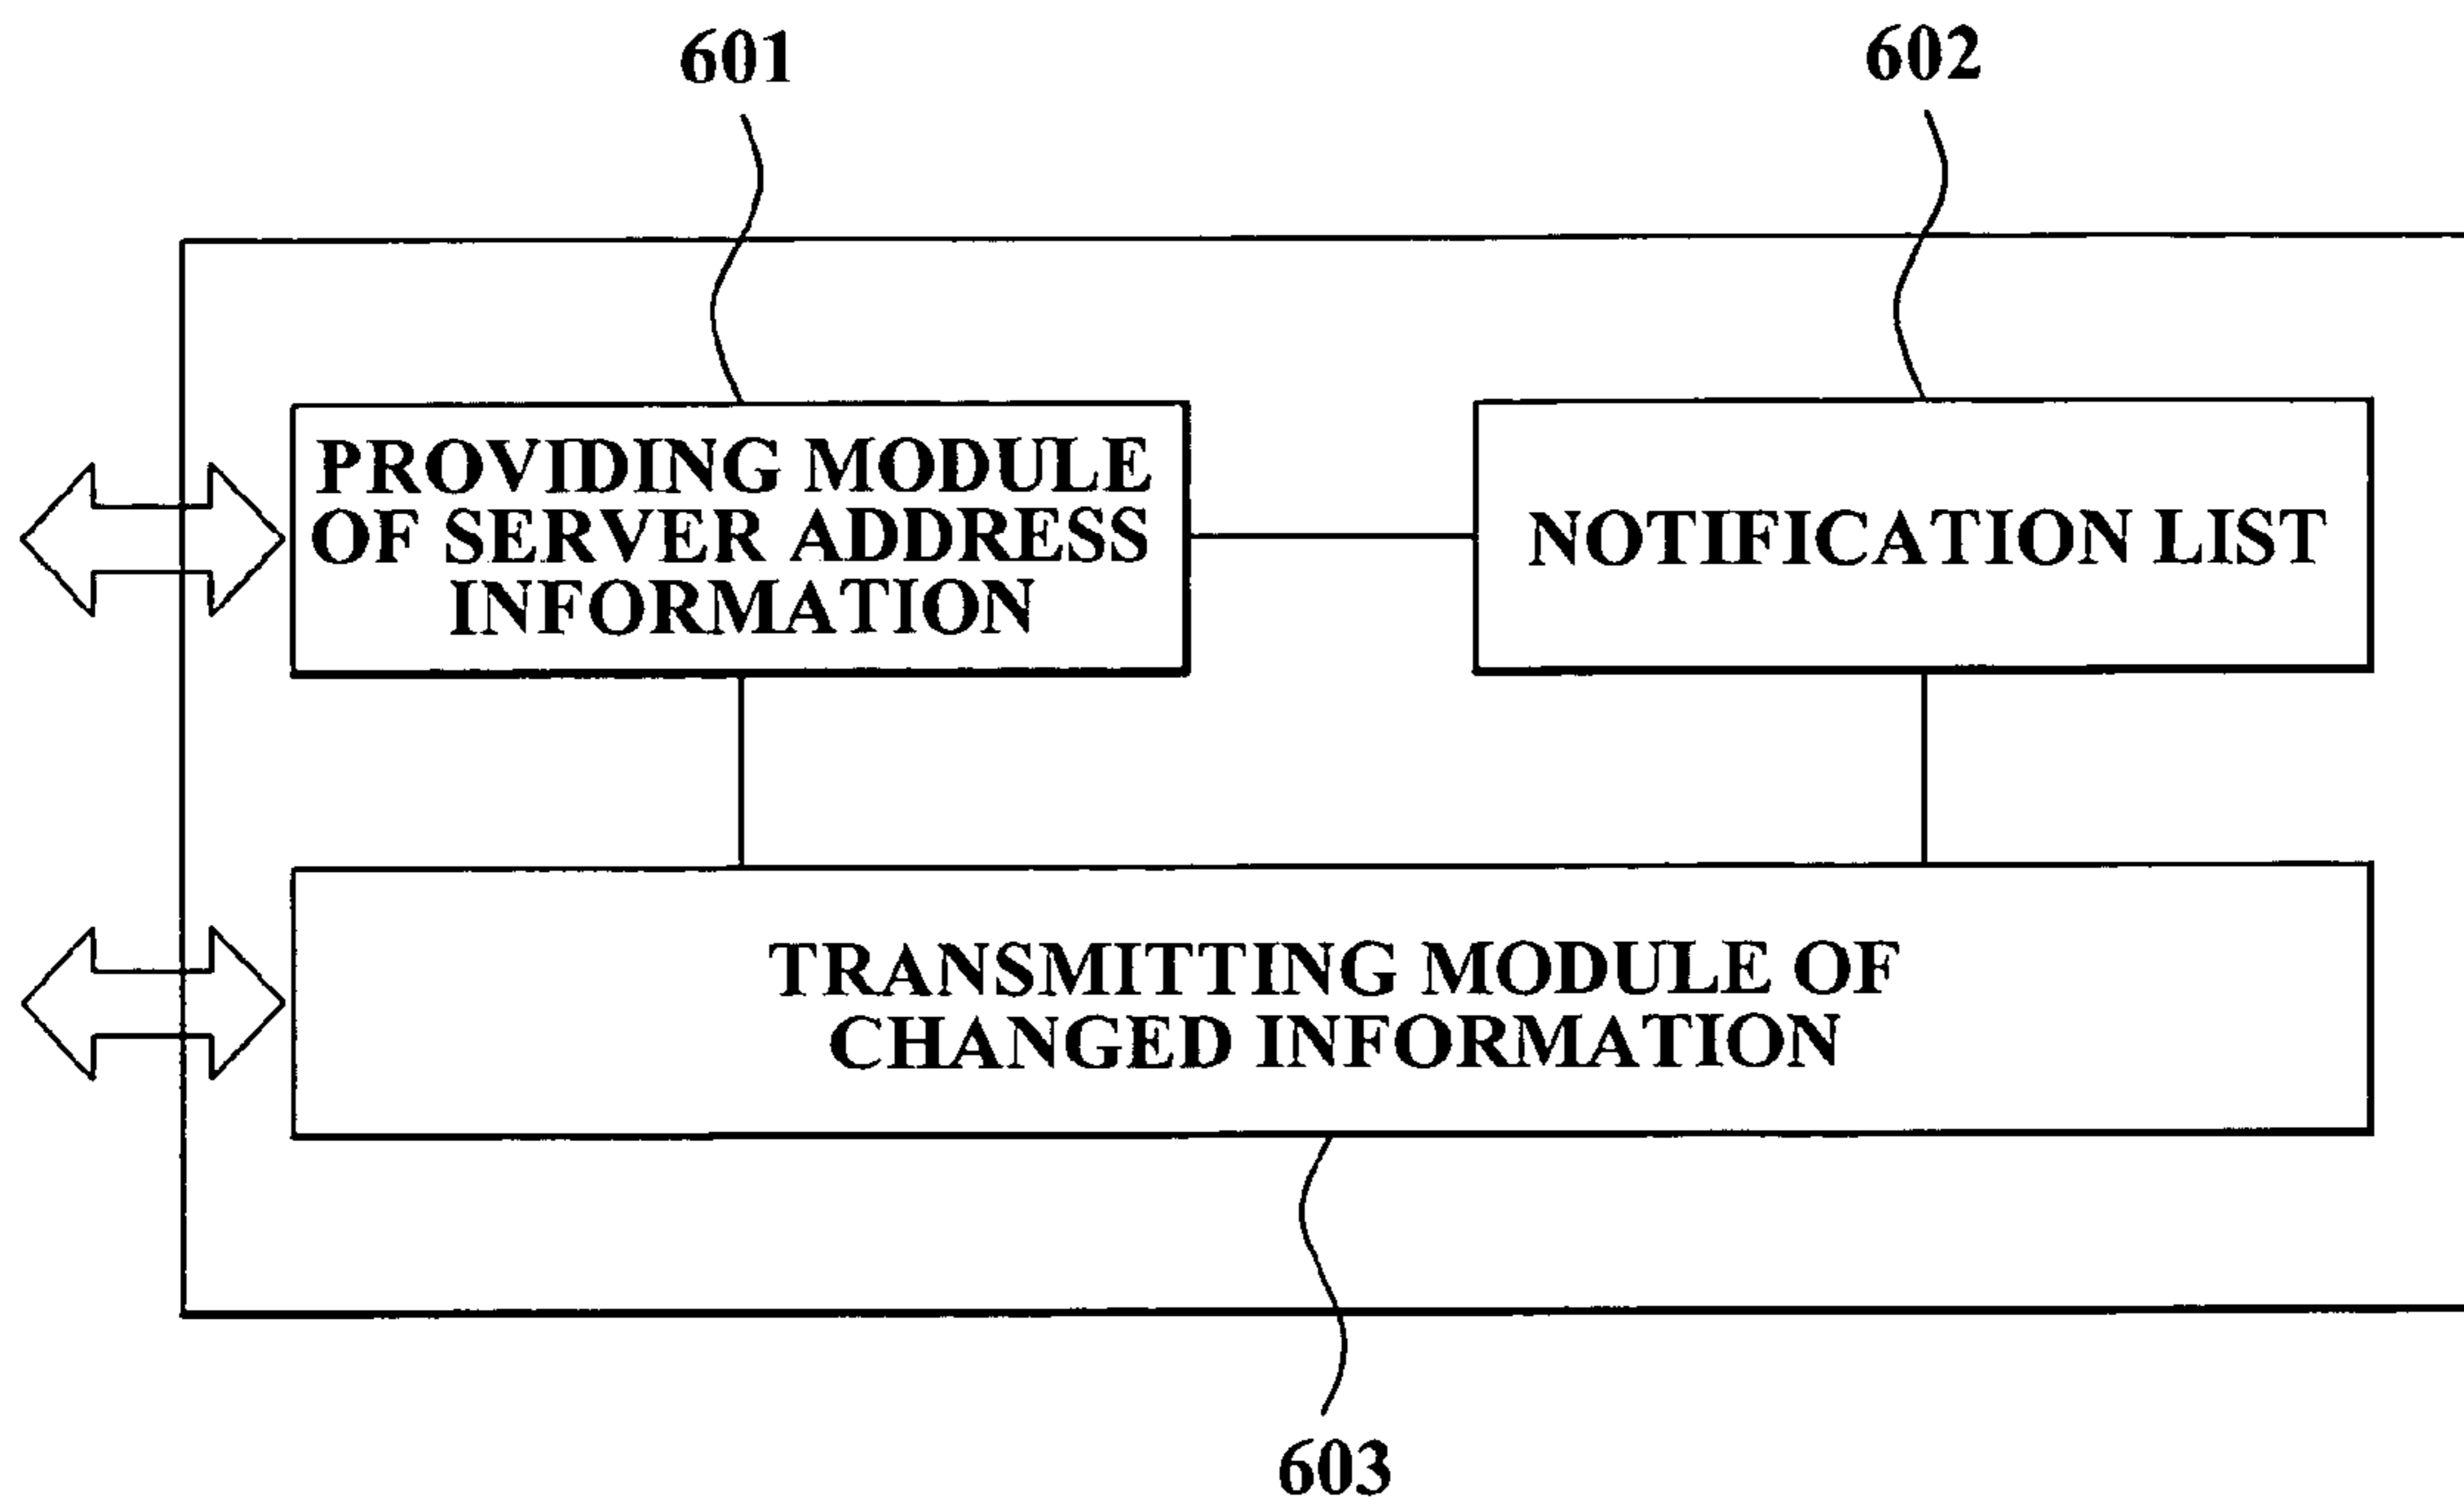 601
602
PROVIDING MODULE
OF SERVER ADDRESS
INFORMATION
NOTIFICATION LIST
TRANSMITTING MODULE OF
CHANGED INFORMATION
603